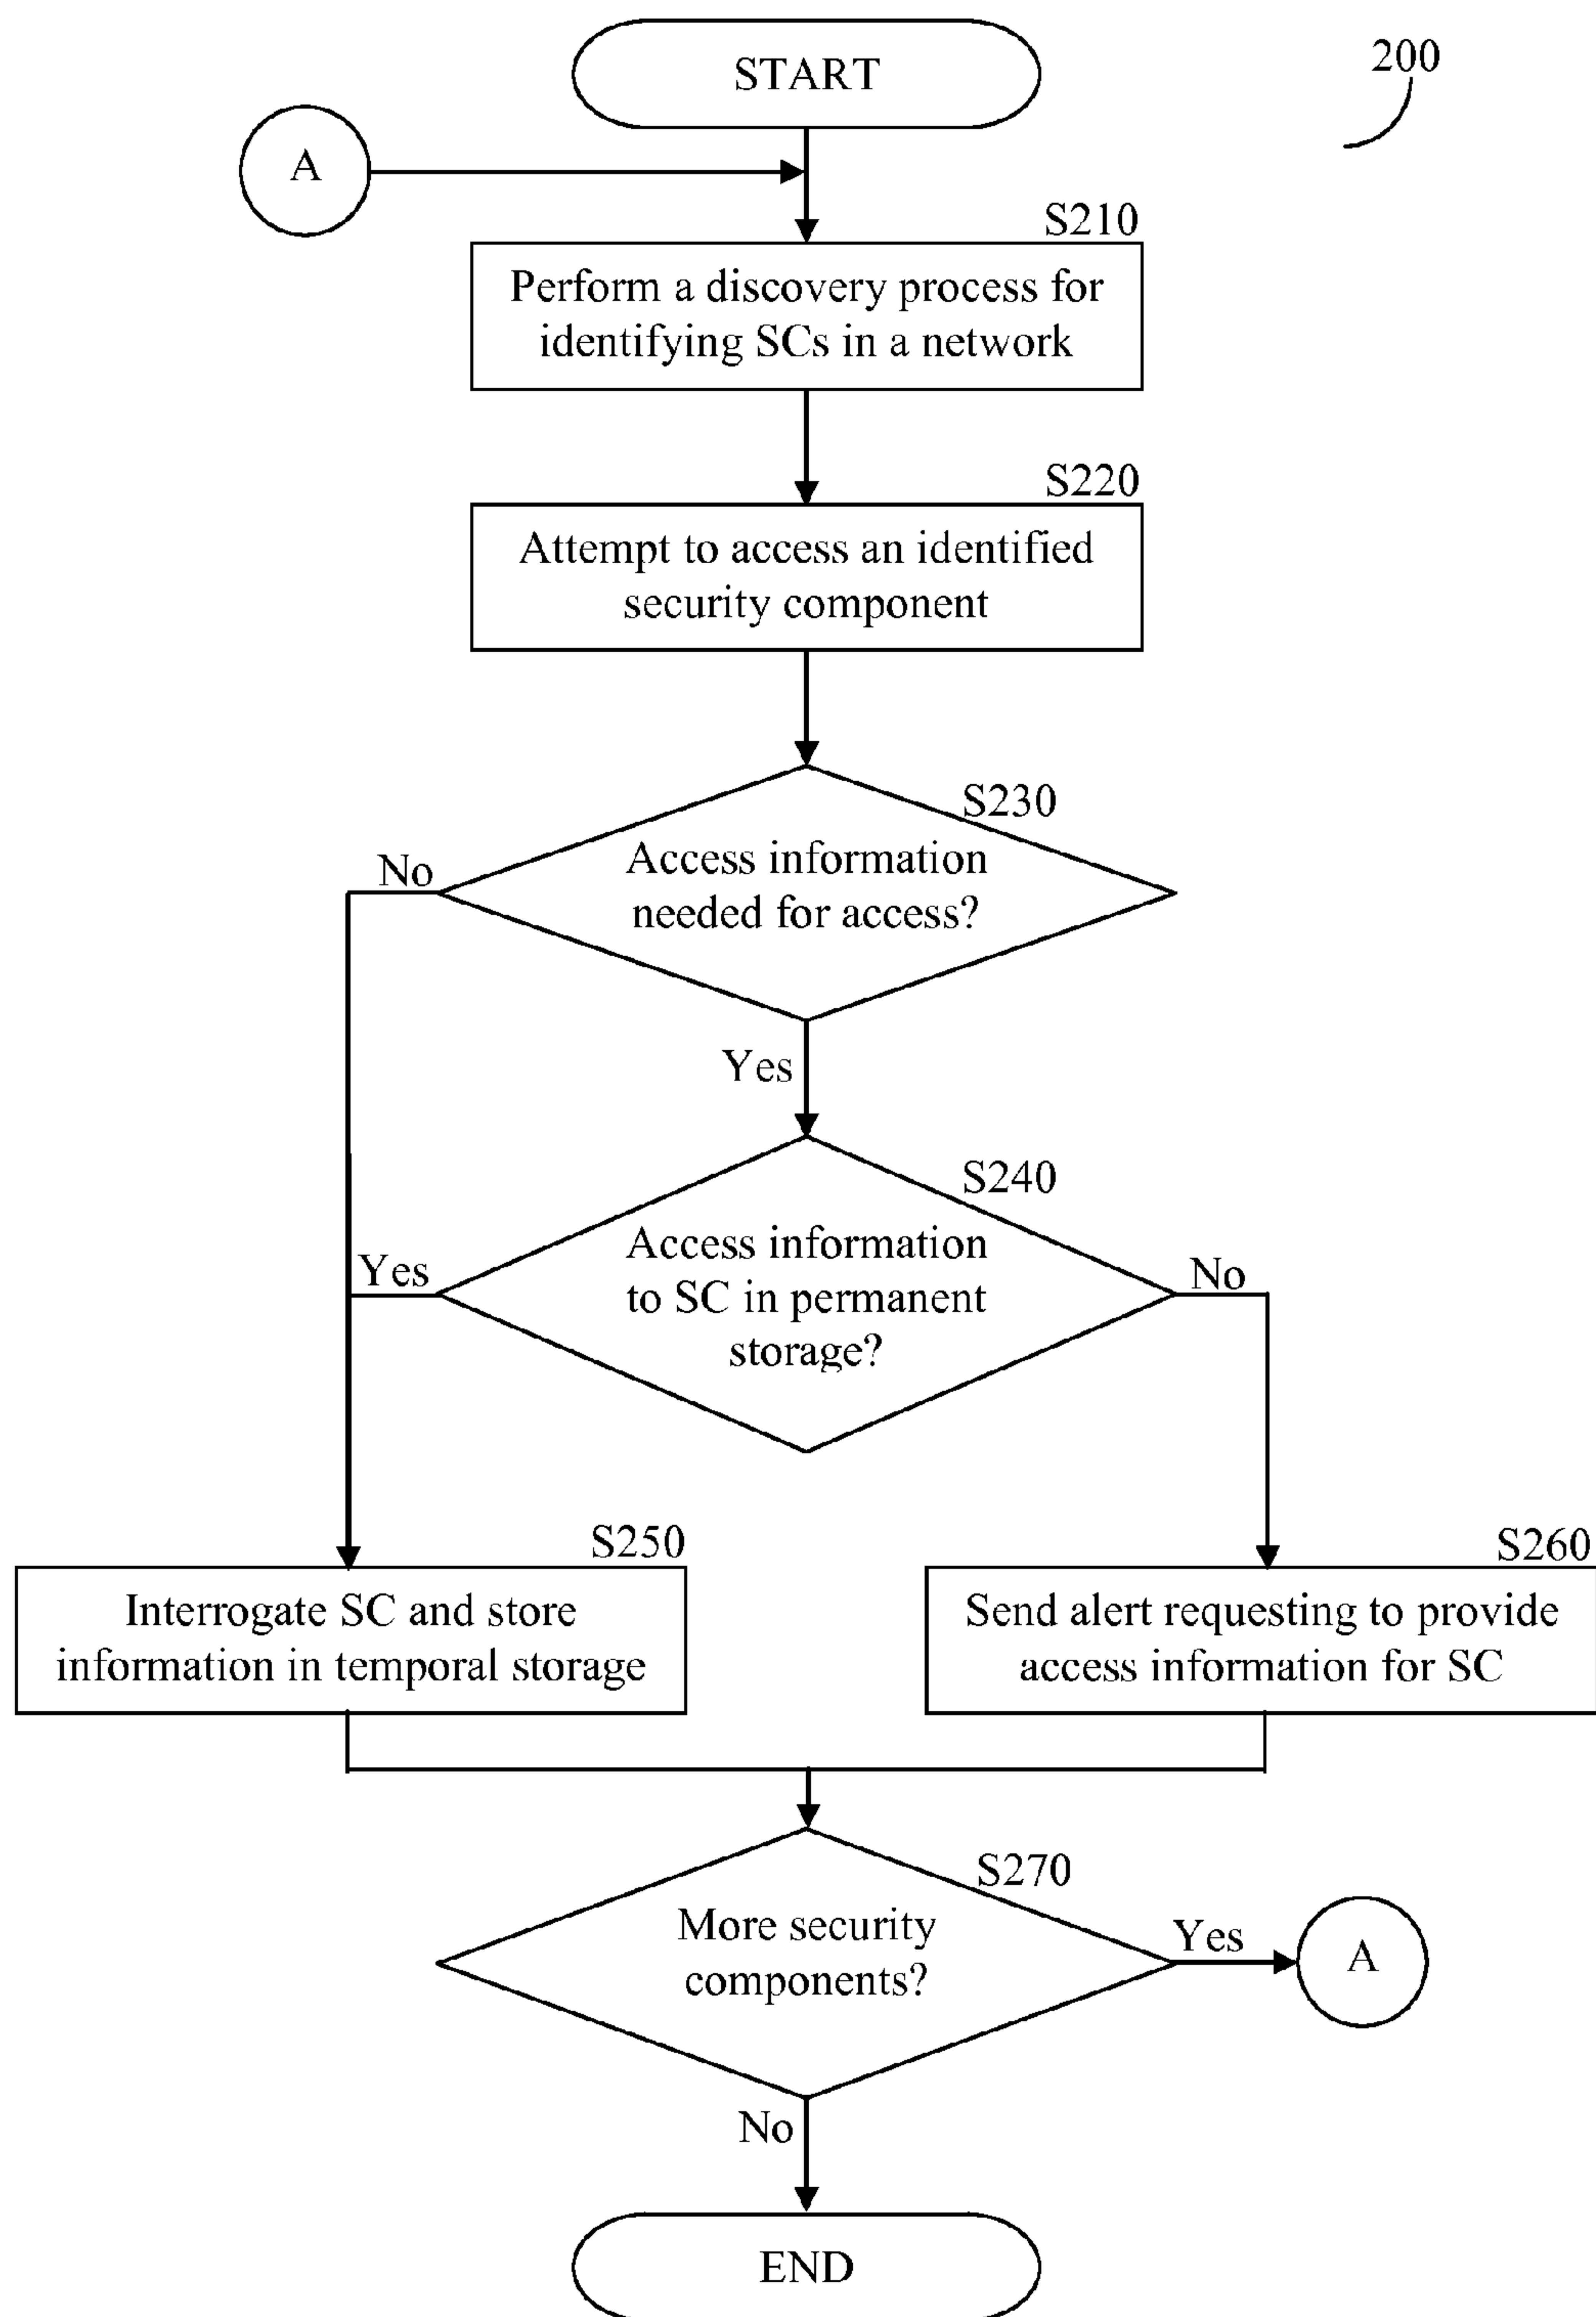 START
200
A
S210
Perform a discovery process for
identifying SCs in a network
S220
Attempt to access an identified
security component
S230
No
Access information
needed for access?
Yes
S240
Access information
to SC in permanent
storage?
Yes
No
S250
Interrogate SC and store
information in temporal storage
S260
Send alert requesting to provide
access information for SC
S270
More security
components?
Yes
A
No
END